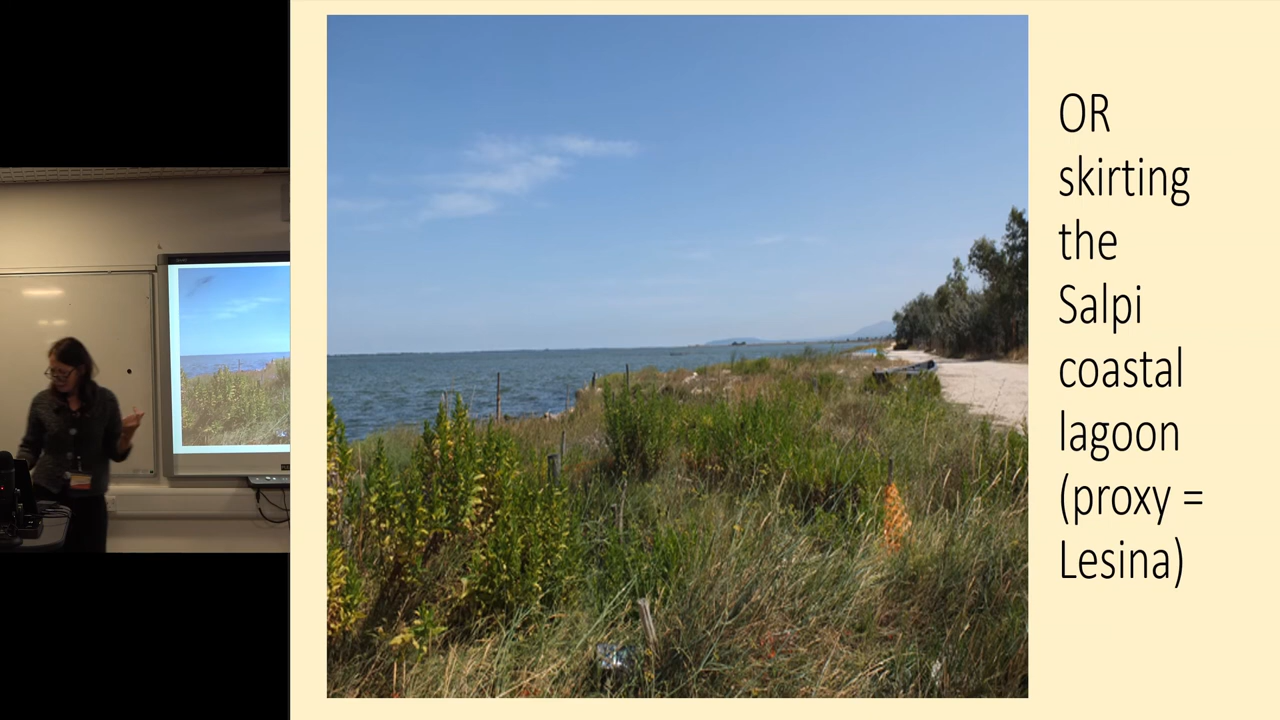 OR
skirting
the
Salpi
coastal
lagoon
(proxy =
Lesina)